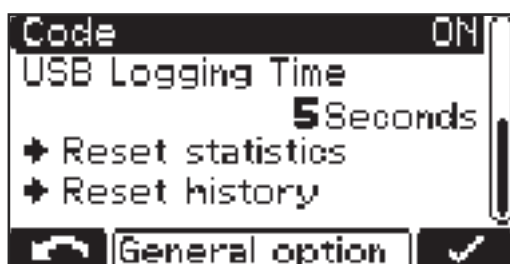 Code ON
USB Logging Time
5 Seconds
Reset statistics
Reset history
General option